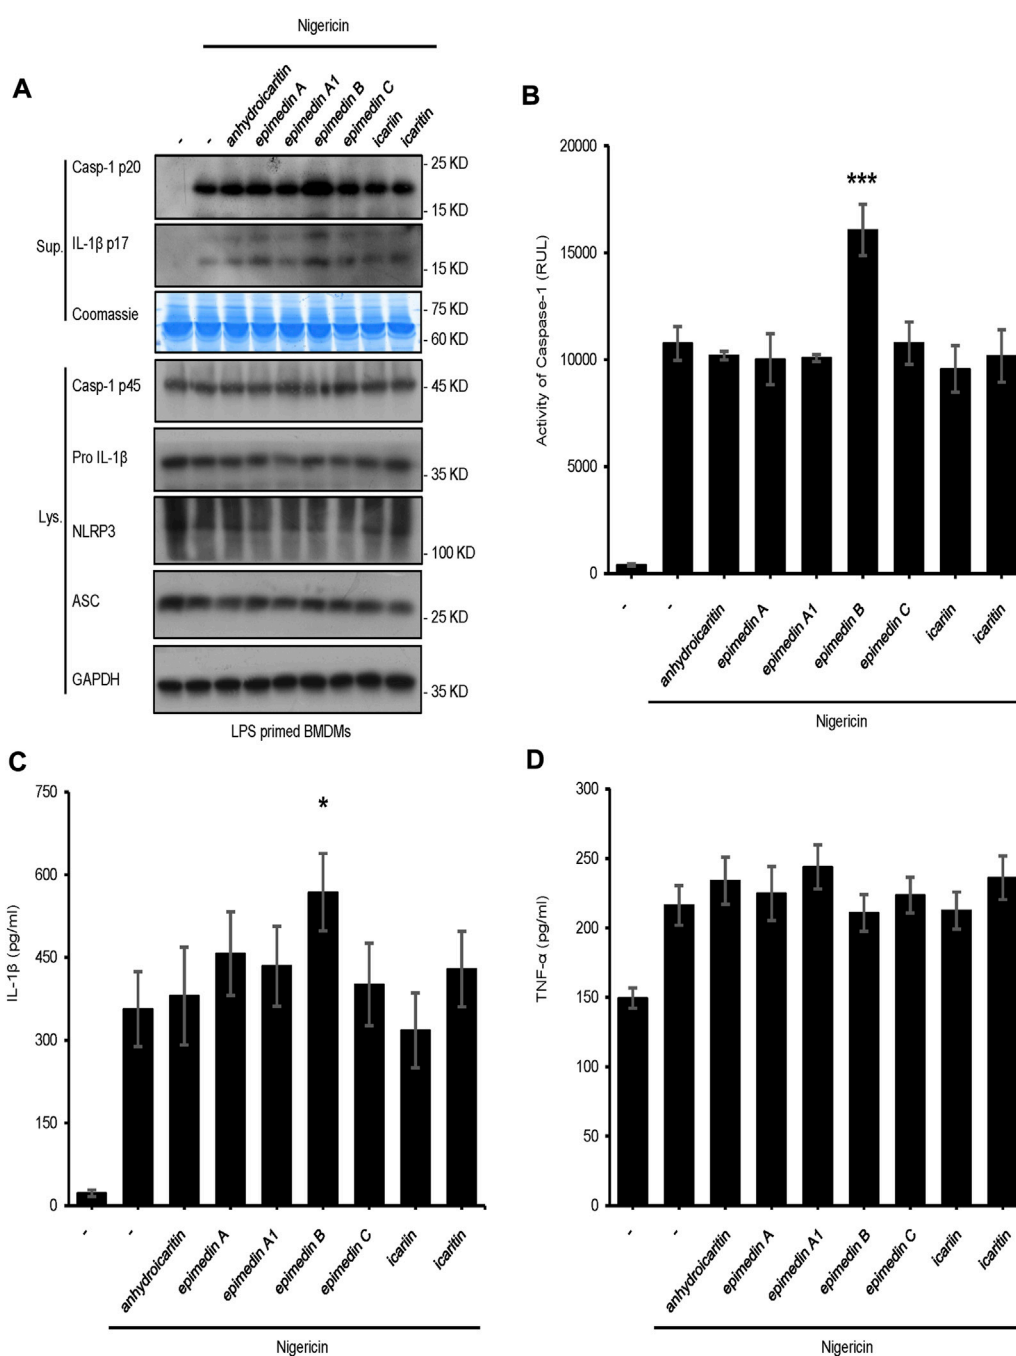 Nigericin
A
- - anhydroicaritin epimedin A epimedin A1 epimedin B epimedin C icariin icaritin
Sup.
Casp-1 p20
- 25 KD
- 15 KD
IL-1β p17
- 15 KD
Coomassie
- 75 KD
- 60 KD
Lys.
Casp-1 p45
- 45 KD
Pro IL-1β
- 35 KD
NLRP3
- 100 KD
ASC
- 25 KD
GAPDH
- 35 KD
LPS primed BMDMs
B
Activity of Caspase-1 (RUL)
20000
15000
10000
5000
0
***
- - anhydroicaritin epimedin A epimedin A1 epimedin B epimedin C icariin icaritin
Nigericin
C
IL-1β (pg/ml)
750
600
450
300
150
0
*
- - anhydroicaritin epimedin A epimedin A1 epimedin B epimedin C icariin icaritin
Nigericin
D
TNF-α (pg/ml)
300
250
200
150
100
50
0
- - anhydroicaritin epimedin A epimedin A1 epimedin B epimedin C icariin icaritin
Nigericin